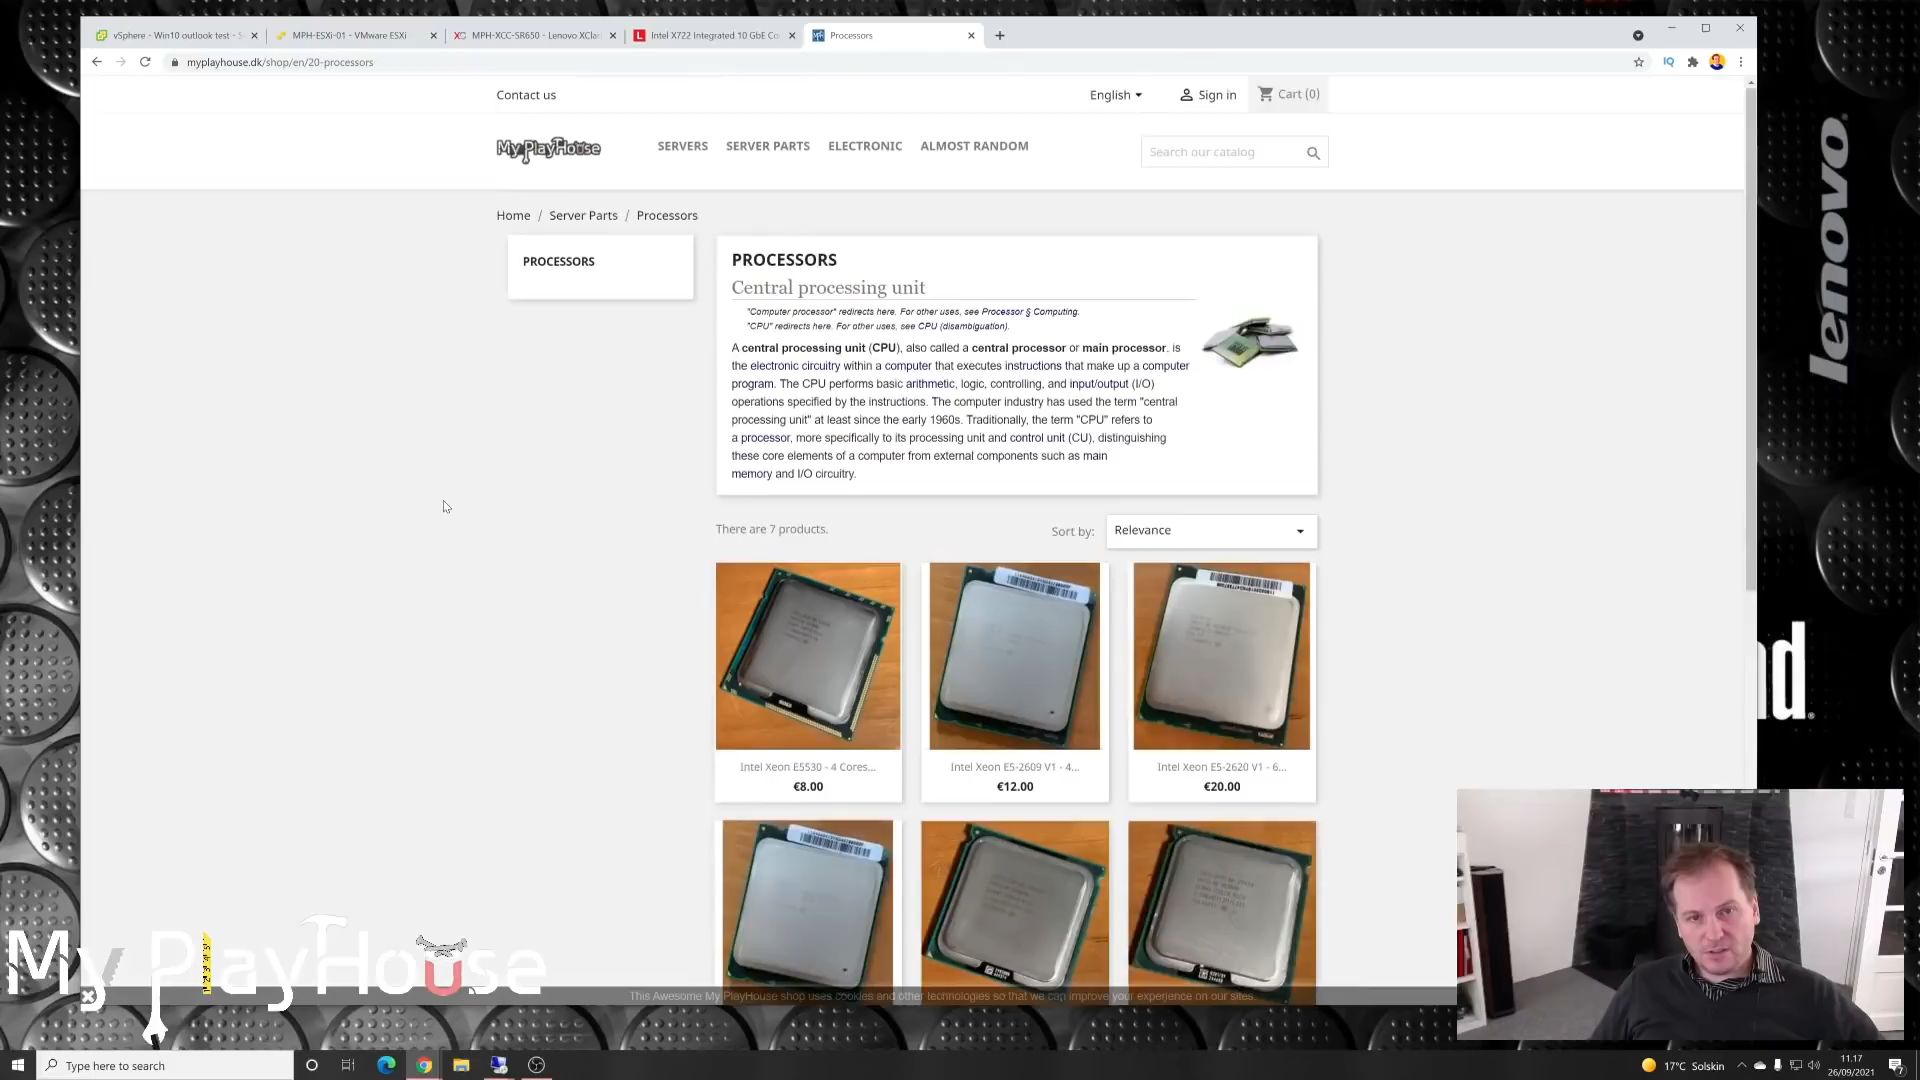 vSphere - Win10 outlook test - S
MPH-ESXi-01 - VMware ESXi
MPH-XCC-SR650 - Lenovo XClar
Intel X722 Integrated 10 GbE Co
Processors
myplayhouse.dk/shop/en/20-processors
Contact us
English
Sign in
Cart (0)
My PlayHouse
SERVERS
SERVER PARTS
ELECTRONIC
ALMOST RANDOM
Search our catalog
Home / Server Parts / Processors
PROCESSORS
PROCESSORS
Central processing unit
"Computer processor" redirects here. For other uses, see Processor § Computing.
"CPU" redirects here. For other uses, see CPU (disambiguation).
A central processing unit (CPU), also called a central processor or main processor. is
the electronic circuitry within a computer that executes instructions that make up a computer
program. The CPU performs basic arithmetic, logic, controlling, and input/output (I/O)
operations specified by the instructions. The computer industry has used the term "central
processing unit" at least since the early 1960s. Traditionally, the term "CPU" refers to
a processor, more specifically to its processing unit and control unit (CU), distinguishing
these core elements of a computer from external components such as main
memory and I/O circuitry.
There are 7 products.
Sort by:
Relevance
Intel Xeon E5530 - 4 Cores...
€8.00
Intel Xeon E5-2609 V1 - 4...
€12.00
Intel Xeon E5-2620 V1 - 6...
€20.00
This Awesome My PlayHouse shop uses cookies and other technologies so that we can improve your experience on our sites.
My PlayHouse
lenovo
Type here to search
17°C Solskin
11.17
26/09/2021